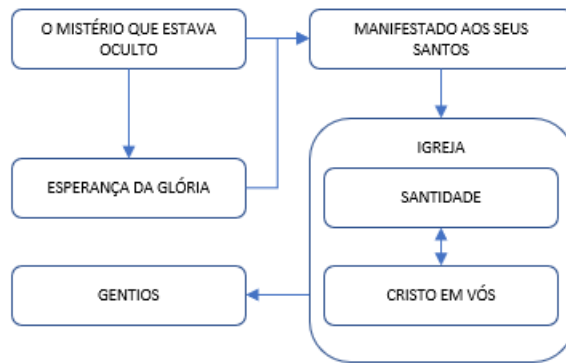 O MISTÉRIO QUE ESTAVA
OCULTO
MANIFESTADO AOS SEUS
SANTOS
ESPERANÇA DA GLÓRIA
IGREJA
SANTIDADE
GENTIOS
CRISTO EM VÓS